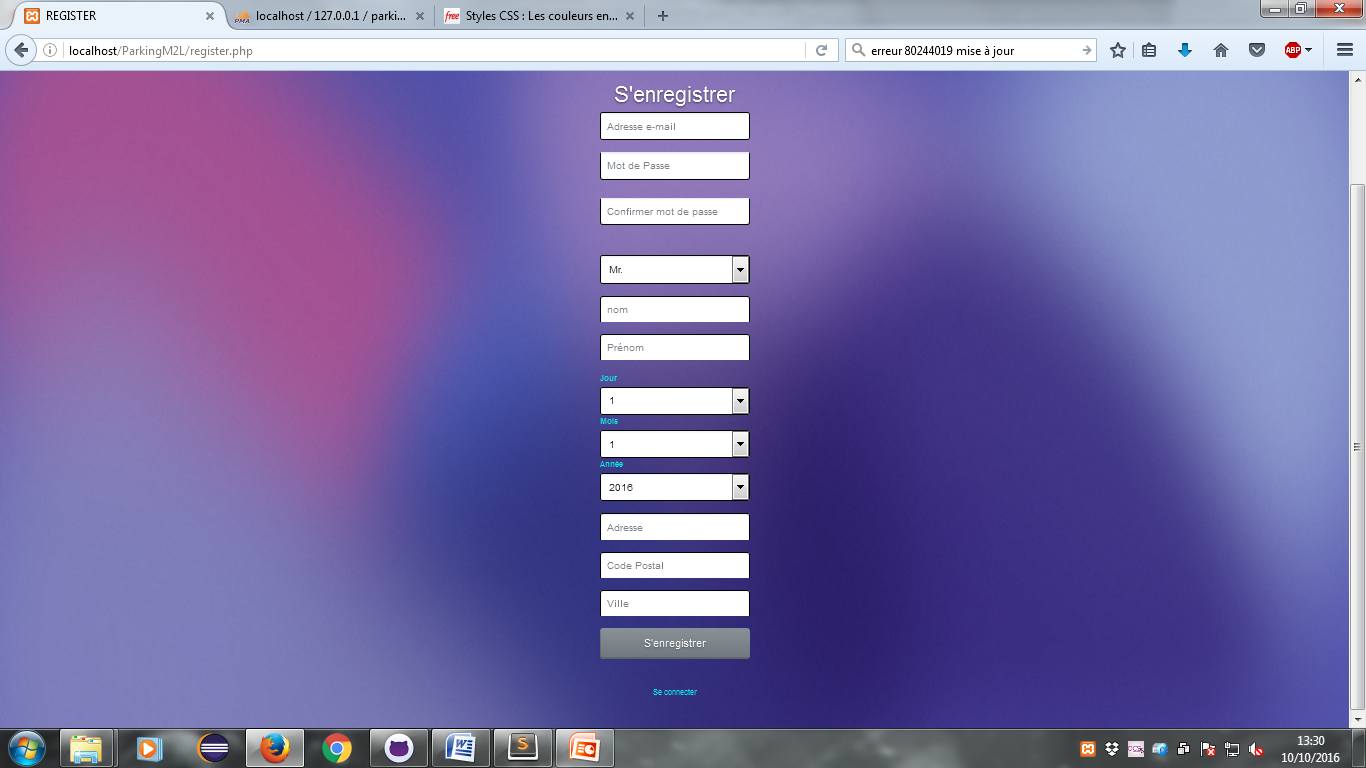 REGISTER
localhost / 127.0.0.1 / parki...
free
Styles CSS : Les couleurs en...
localhost/ParkingM2L/register.php
erreur 80244019 mise à jour
ABP
S'enregistrer
Adresse e-mail
Mot de Passe
Confirmer mot de passe
Mr.
nom
Prénom
Jour
1
Mois
1
Année
2016
Adresse
Code Postal
Ville
S'enregistrer
Se connecter
13:30
10/10/2016